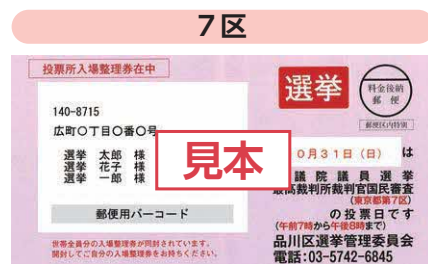 7区
投票所入場整理券在中
選挙
料金後納
郵便
郵便区内特別
140-8715
広町〇丁目〇番〇号
選挙 太郎 様
選挙 花子 様
選挙 一郎 様
見本
0月31日(日) は
議院議員選挙
最高裁判所裁判官国民審査
(東京都第7区)
の投票日です
(午前7時から午後8時まで)
郵便用バーコード
世帯全員分の入場整理券が同封されています。
開封してご自分の入場整理券をお持ちください。
品川区選挙管理委員会
電話:03-5742-6845